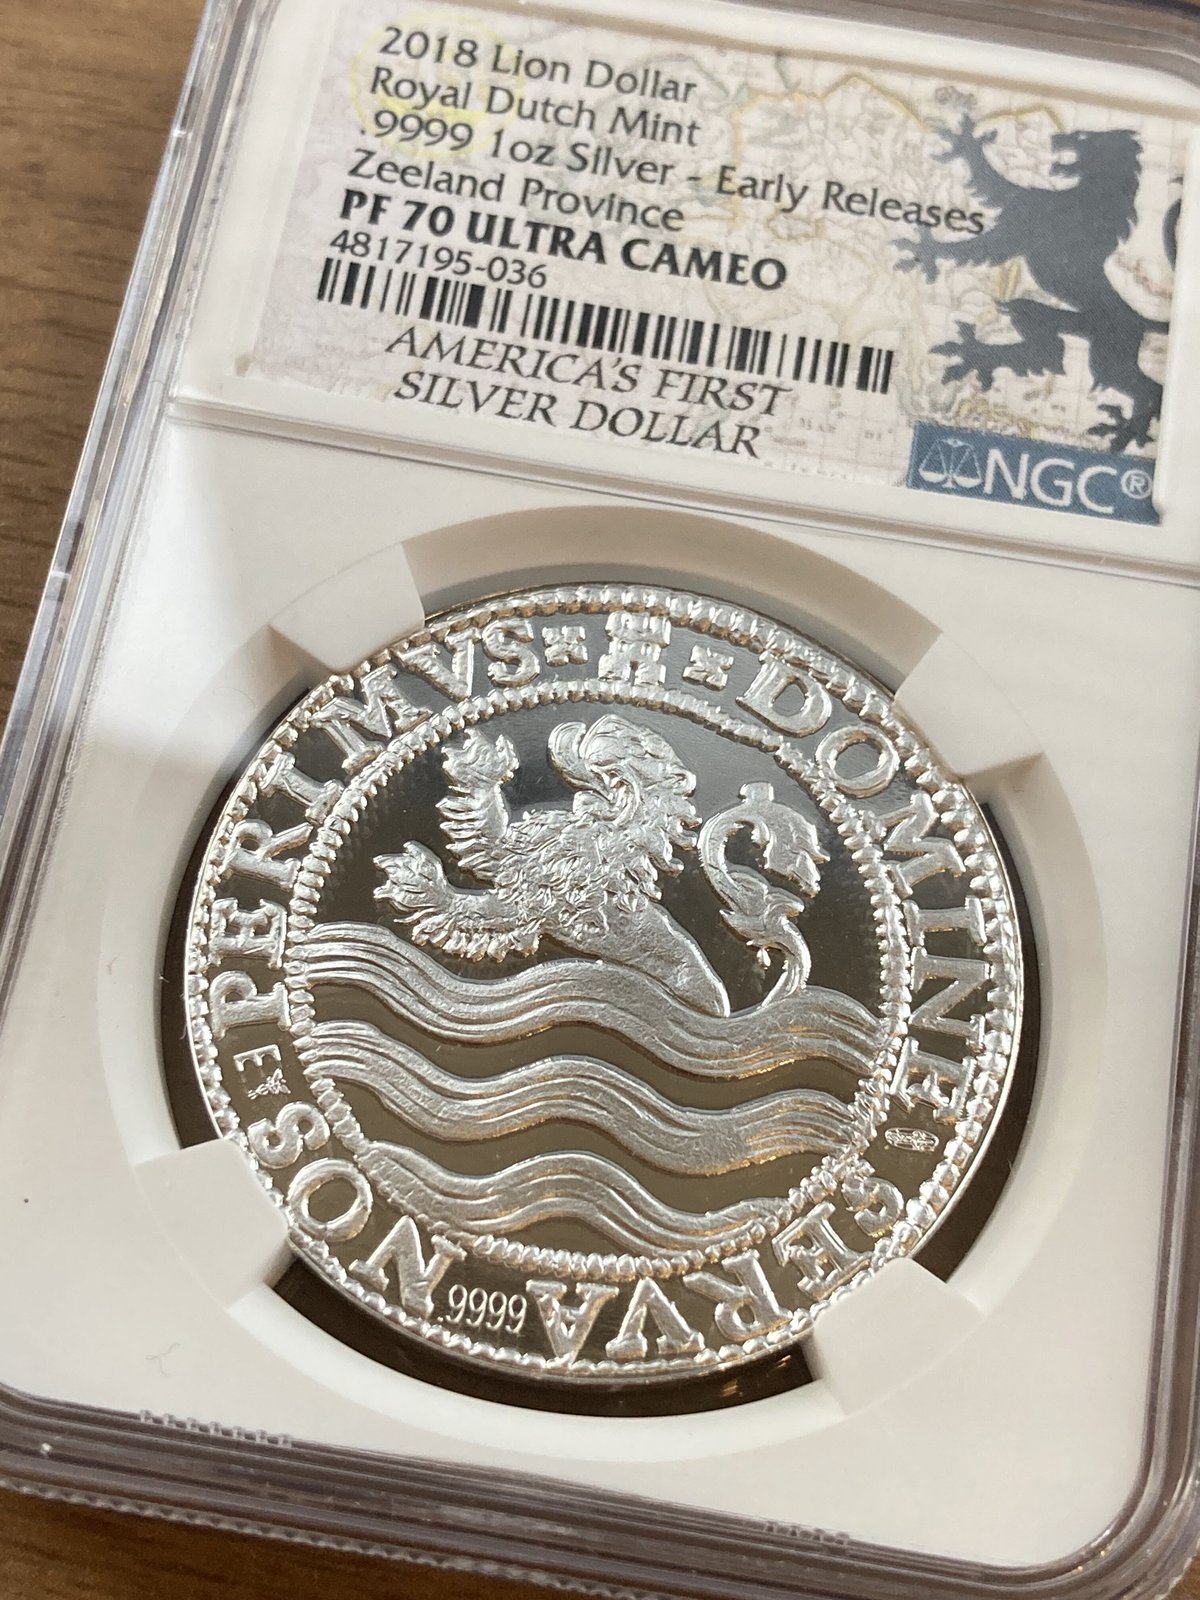 2018 Lion Dollar
Royal Dutch Mint
.9999 1oz Silver - Early Releases
Zeeland Province
PF 70 ULTRA CAMEO
4817195-036
AMERICA'S FIRST
SILVER DOLLAR
NGC®
DOMINE SERVA .9999 NOS E PERIMVS